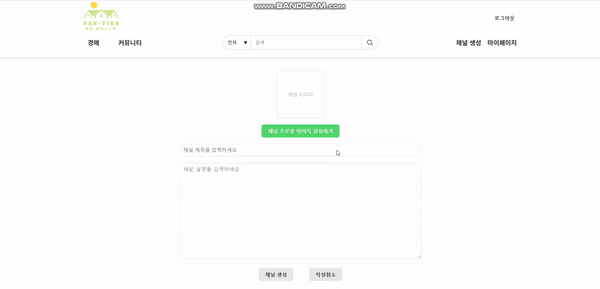 www.BANDICAM.com
FAN-TIER
로그아웃
경매
커뮤니티
전체 ▼
검색
채널 생성
마이페이지
채널 이미지
채널 프로필 이미지 설정하기
채널 제목을 입력하세요
채널 설명을 입력하세요
채널 생성
작성취소